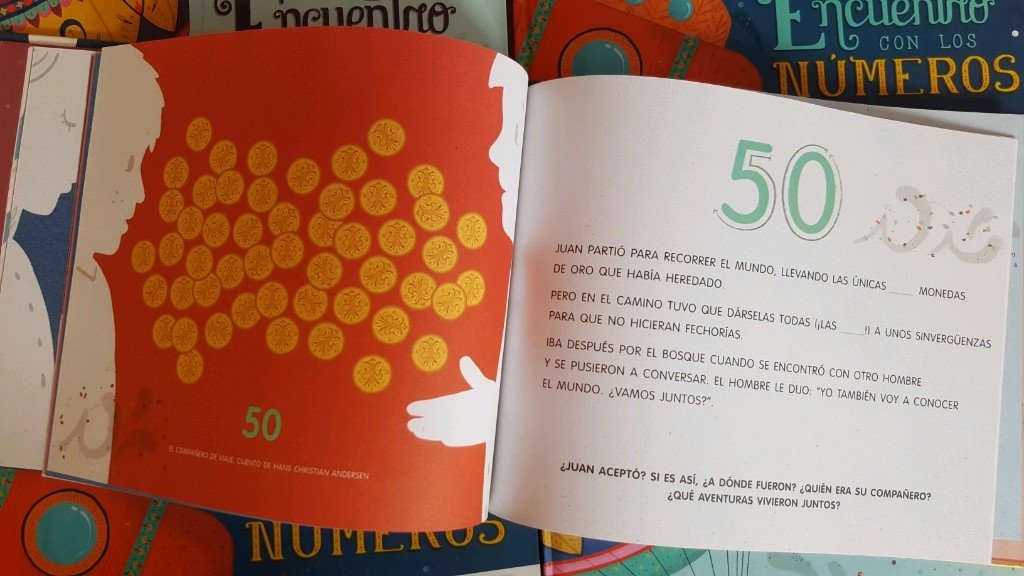 Encuentro
Encuentro
CON LOS
NÚMEROS
50
EL COMPAÑERO DE VIAJE, CUENTO DE HANS CHRISTIAN ANDERSEN
50
JUAN PARTIÓ PARA RECORRER EL MUNDO, LLEVANDO LAS ÚNICAS ____ MONEDAS
DE ORO QUE HABÍA HEREDADO.
PERO EN EL CAMINO TUVO QUE DÁRSELAS TODAS (¡LAS ____!) A UNOS SINVERGÜENZAS
PARA QUE NO HICIERAN FECHORÍAS.
IBA DESPUÉS POR EL BOSQUE CUANDO SE ENCONTRÓ CON OTRO HOMBRE
Y SE PUSIERON A CONVERSAR. EL HOMBRE LE DIJO: "YO TAMBIÉN VOY A CONOCER
EL MUNDO. ¿VAMOS JUNTOS?".
¿JUAN ACEPTÓ? SI ES ASÍ, ¿A DÓNDE FUERON? ¿QUIÉN ERA SU COMPAÑERO?
¿QUÉ AVENTURAS VIVIERON JUNTOS?
NÚMEROS